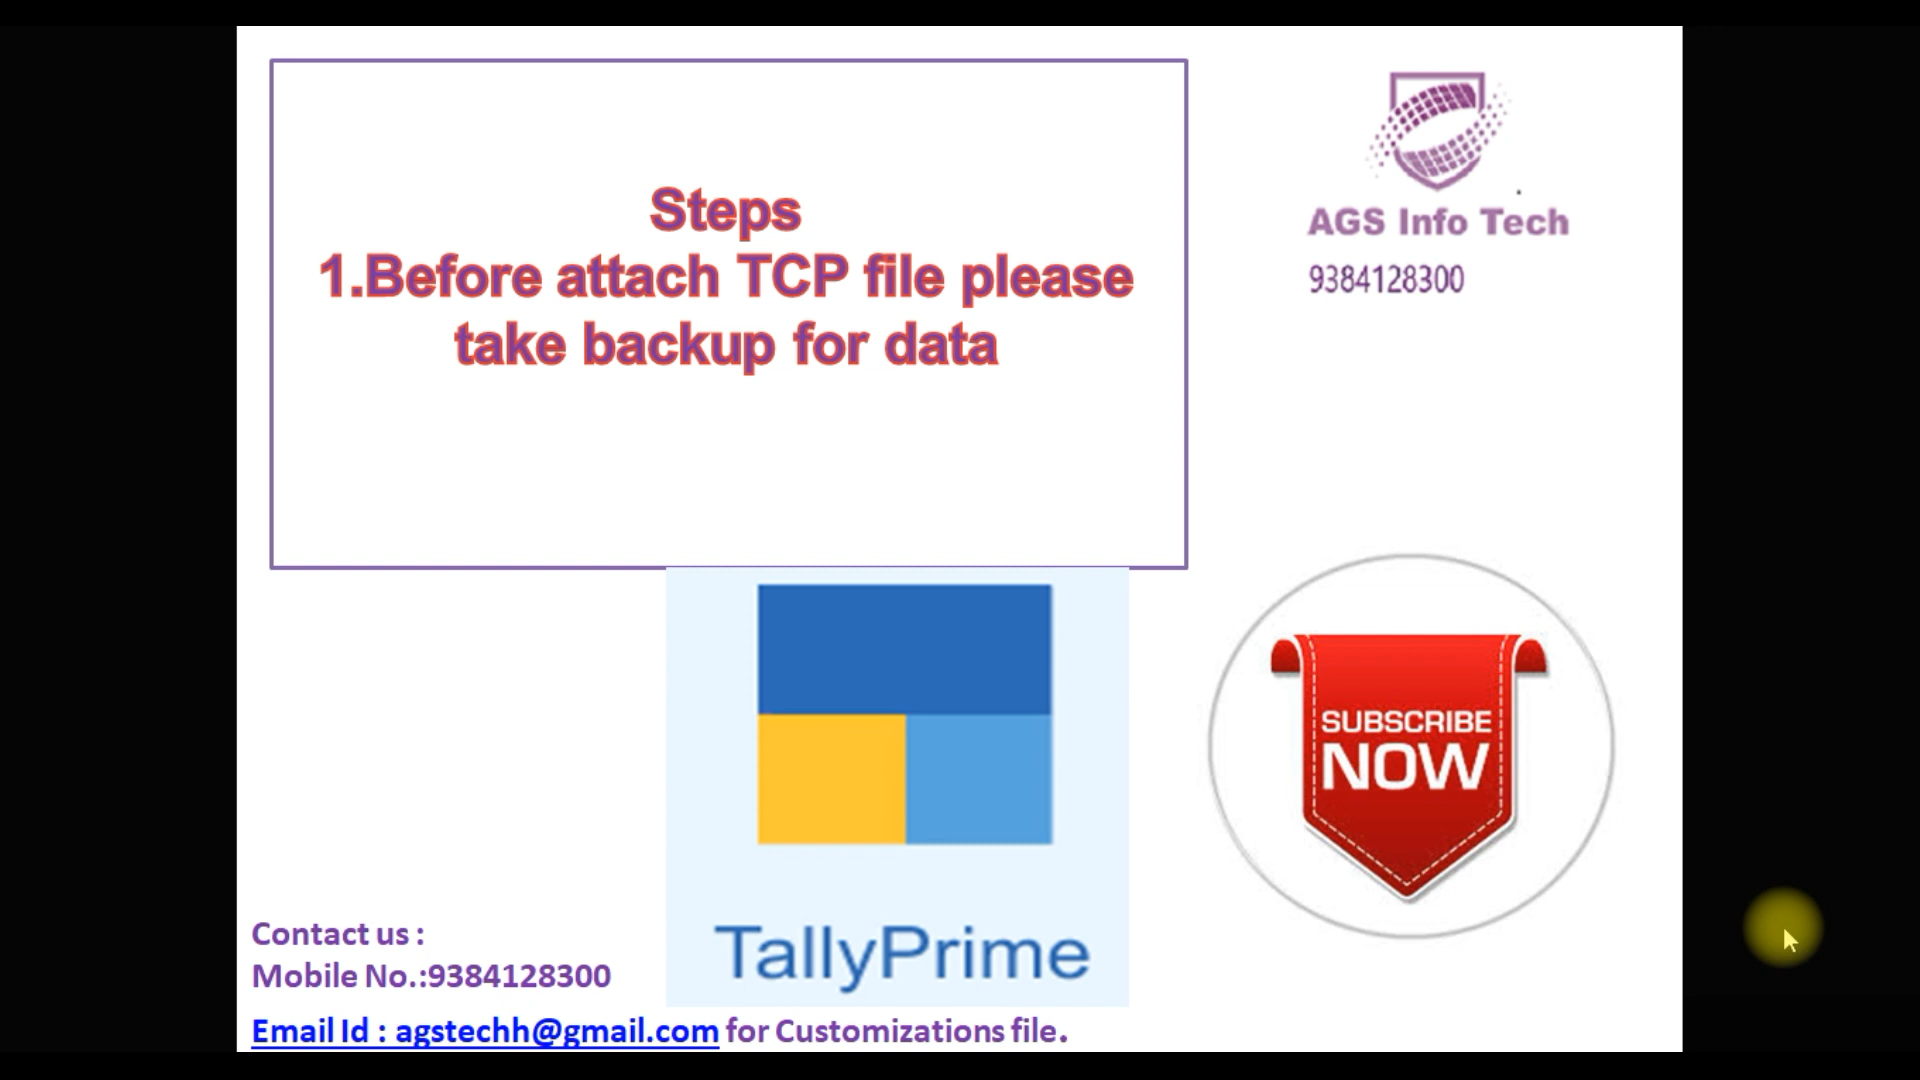 Steps
1.Before attach TCP file please
take backup for data
AGS Info Tech
9384128300
SUBSCRIBE
NOW
TallyPrime
Contact us :
Mobile No.:9384128300
Email Id : agstechh@gmail.com for Customizations file.